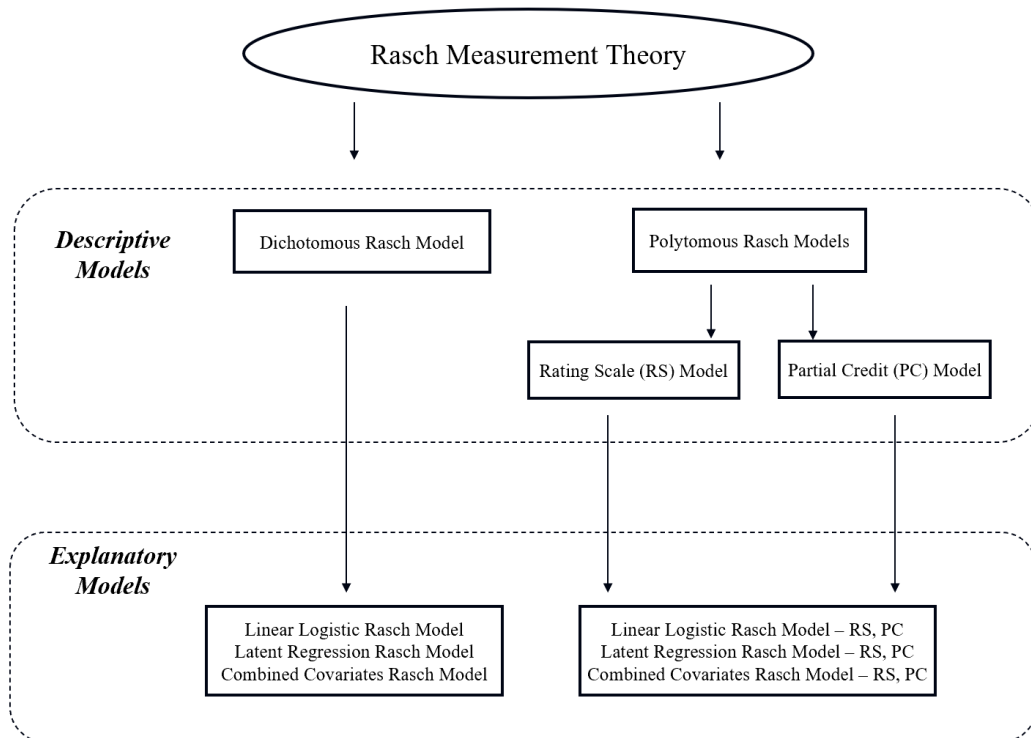 Rasch Measurement Theory
Descriptive
Models
Dichotomous Rasch Model
Polytomous Rasch Models
Rating Scale (RS) Model
Partial Credit (PC) Model
Explanatory
Models
Linear Logistic Rasch Model
Latent Regression Rasch Model
Combined Covariates Rasch Model
Linear Logistic Rasch Model – RS, PC
Latent Regression Rasch Model – RS, PC
Combined Covariates Rasch Model – RS, PC